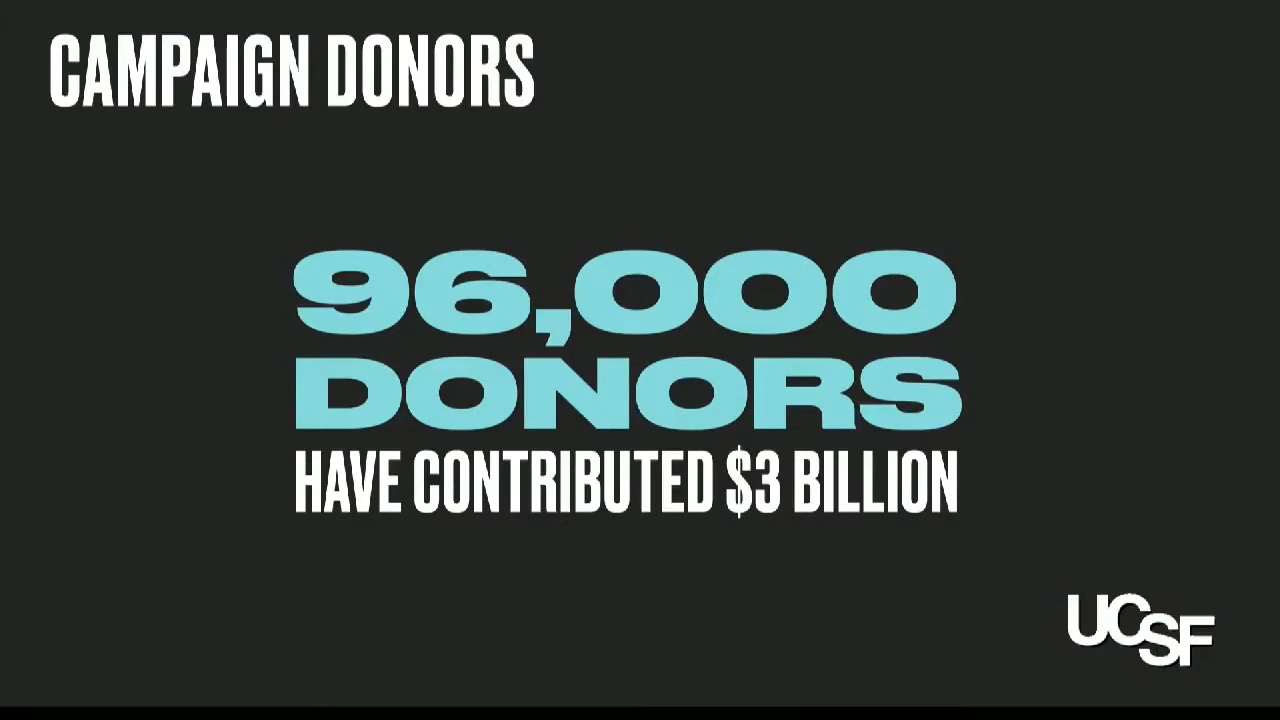 CAMPAIGN DONORS
96,000
DONORS
HAVE CONTRIBUTED $3 BILLION
UCSF